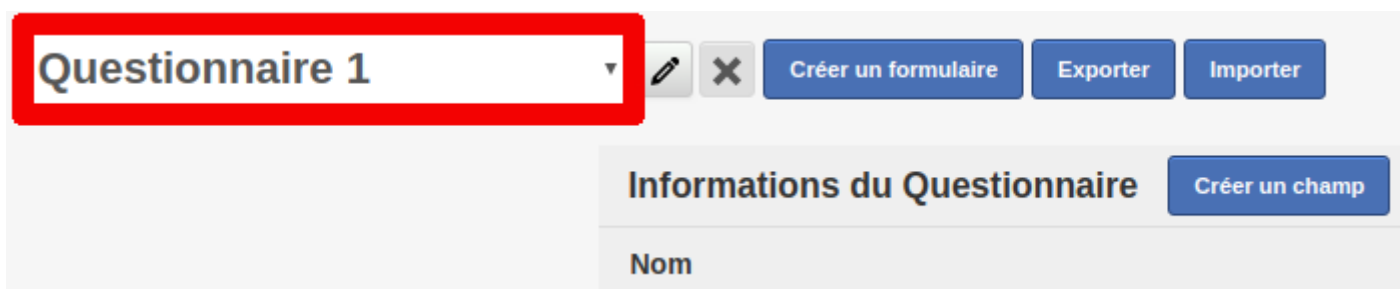 Questionnaire 1
Créer un formulaire Exporter Importer
Informations du Questionnaire Créer un champ
Nom